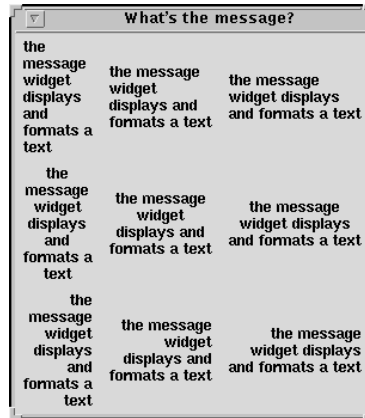 What's the message?
the
message
widget
displays
and
formats a
text
the message
widget
displays and
formats a text
the message
widget displays
and formats a text
the
message
widget
displays
and
formats a
text
the message
widget
displays and
formats a text
the message
widget displays
and formats a text
the
message
widget
displays
and
formats a
text
the message
widget
displays and
formats a text
the message
widget displays
and formats a text